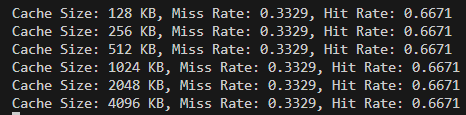 Cache Size: 128 KB, Miss Rate: 0.3329, Hit Rate: 0.6671
Cache Size: 256 KB, Miss Rate: 0.3329, Hit Rate: 0.6671
Cache Size: 512 KB, Miss Rate: 0.3329, Hit Rate: 0.6671
Cache Size: 1024 KB, Miss Rate: 0.3329, Hit Rate: 0.6671
Cache Size: 2048 KB, Miss Rate: 0.3329, Hit Rate: 0.6671
Cache Size: 4096 KB, Miss Rate: 0.3329, Hit Rate: 0.6671